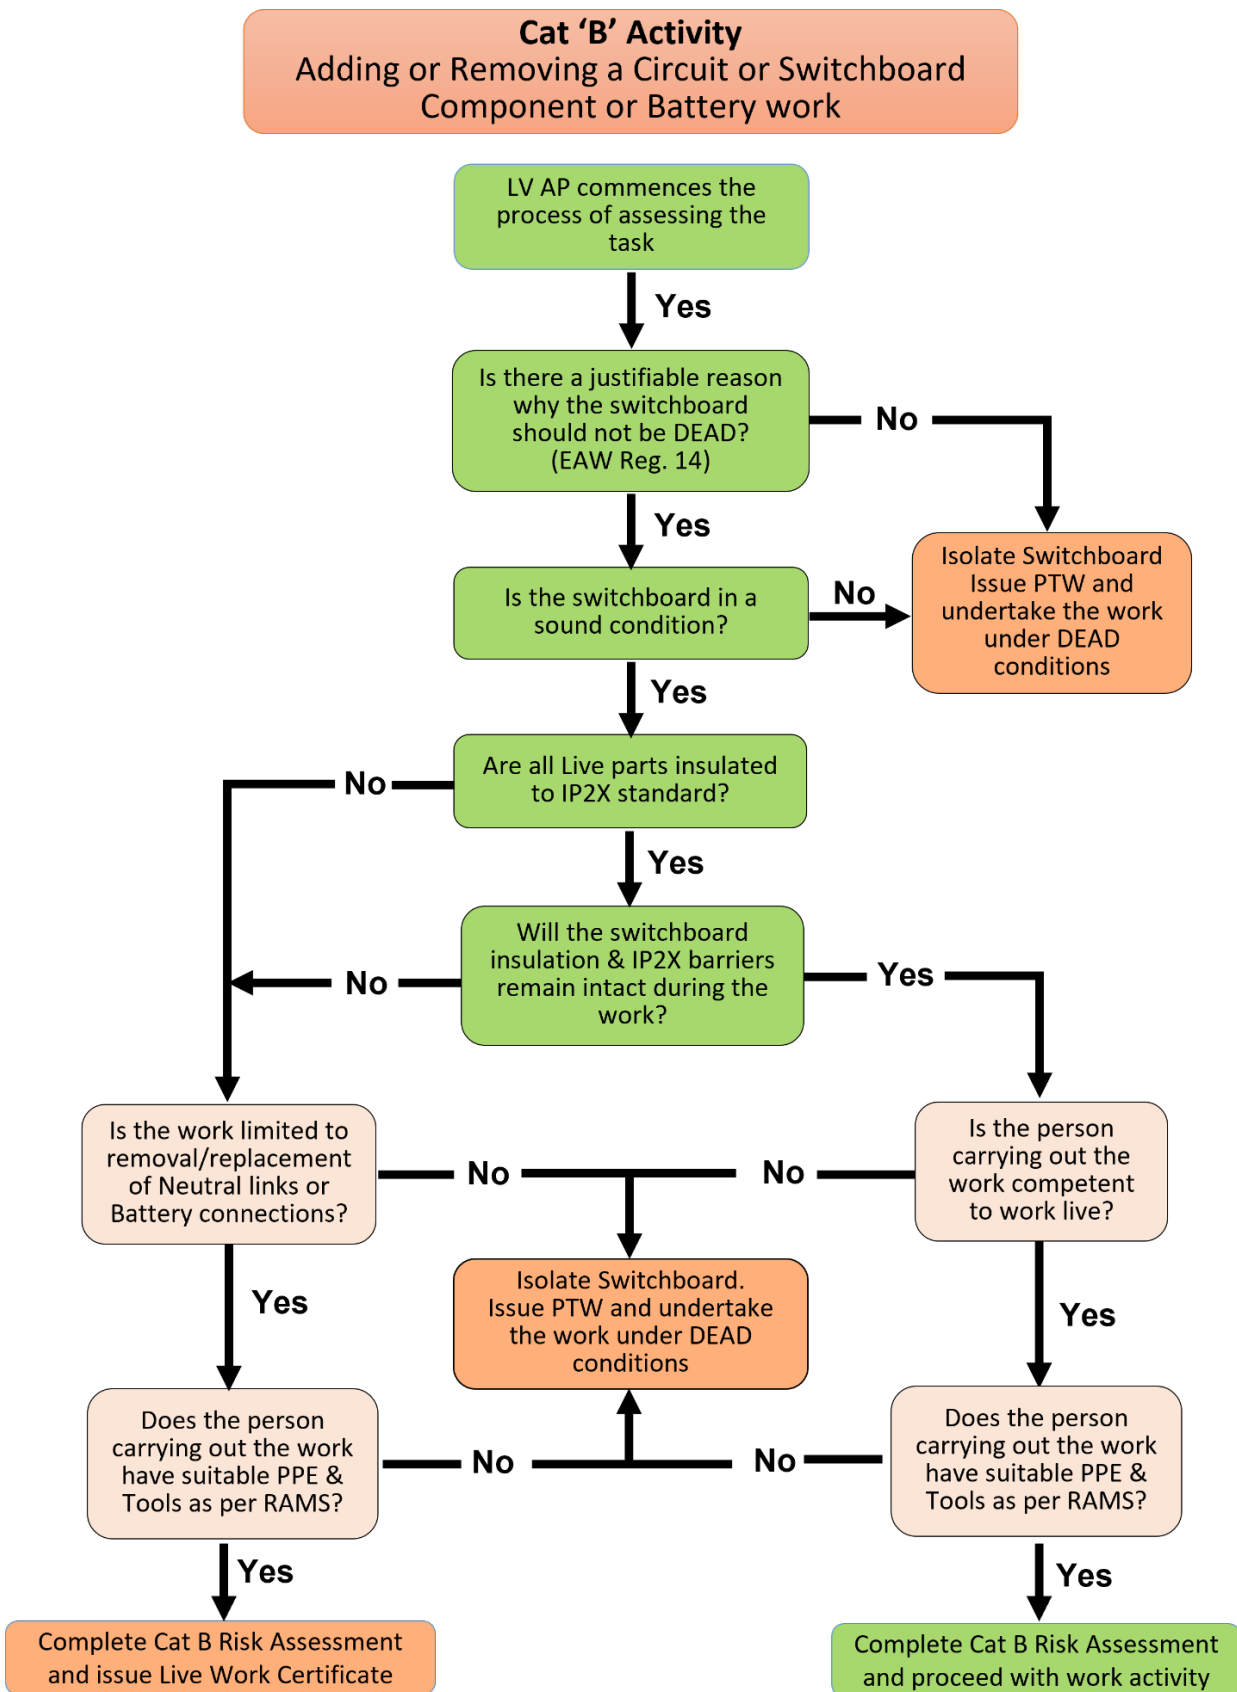 Cat ‘B’ Activity
Adding or Removing a Circuit or Switchboard
Component or Battery work
LV AP commences the
process of assessing the
task
Yes
Is there a justifiable reason
why the switchboard
should not be DEAD?
(EAW Reg. 14)
No
Yes
Isolate Switchboard
Issue PTW and
undertake the work
under DEAD
conditions
Is the switchboard in a
sound condition?
No
Yes
Are all Live parts insulated
to IP2X standard?
No
Yes
Will the switchboard
insulation & IP2X barriers
remain intact during the
work?
No
Yes
Is the work limited to
removal/replacement
of Neutral links or
Battery connections?
No
No
Is the person
carrying out the
work competent
to work live?
Yes
Isolate Switchboard.
Issue PTW and undertake
the work under DEAD
conditions
Yes
Does the person
carrying out the work
have suitable PPE &
Tools as per RAMS?
No
No
Does the person
carrying out the work
have suitable PPE &
Tools as per RAMS?
Yes
Yes
Complete Cat B Risk Assessment
and issue Live Work Certificate
Complete Cat B Risk Assessment
and proceed with work activity